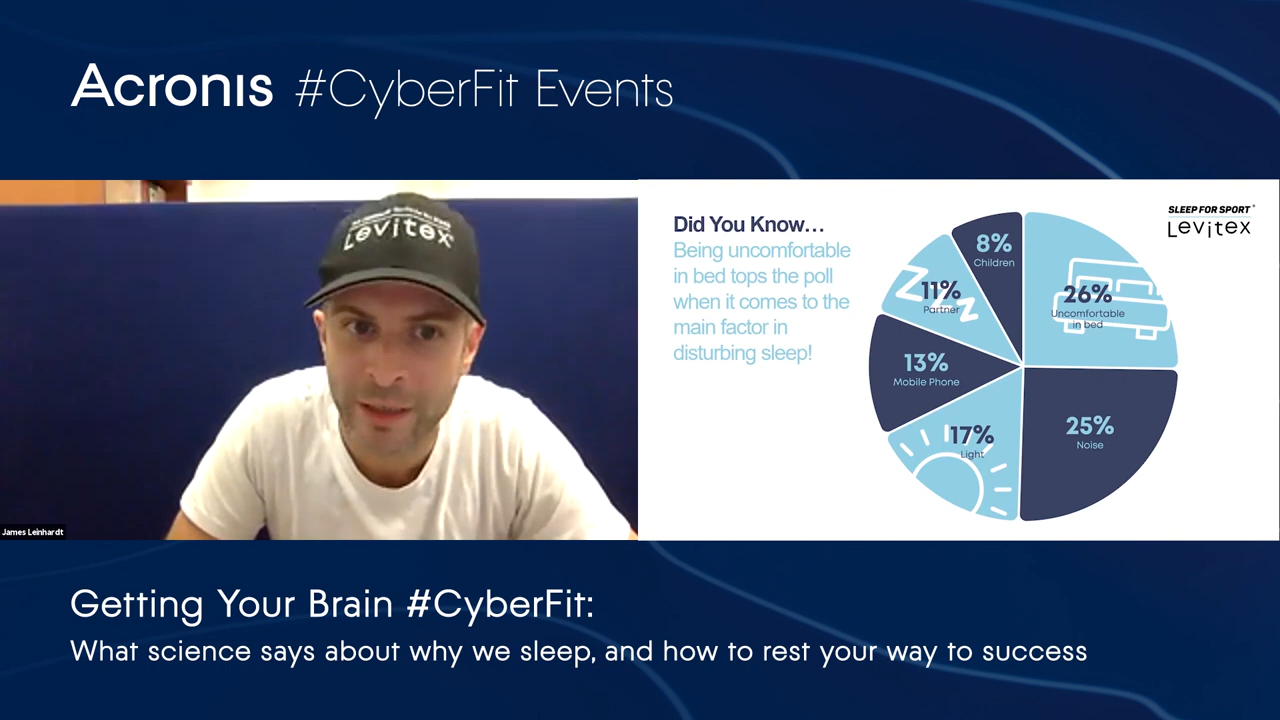 Acronis #CyberFit Events
Levitex
James Leinhardt
Did You Know...
Being uncomfortable
in bed tops the poll
when it comes to the
main factor in
disturbing sleep!
SLEEP FOR SPORT
Levitex
8%
Children
26%
Uncomfortable
in bed
zzz
11%
Partner
13%
Mobile Phone
25%
Noise
17%
Light
Getting Your Brain #CyberFit:
What science says about why we sleep, and how to rest your way to success